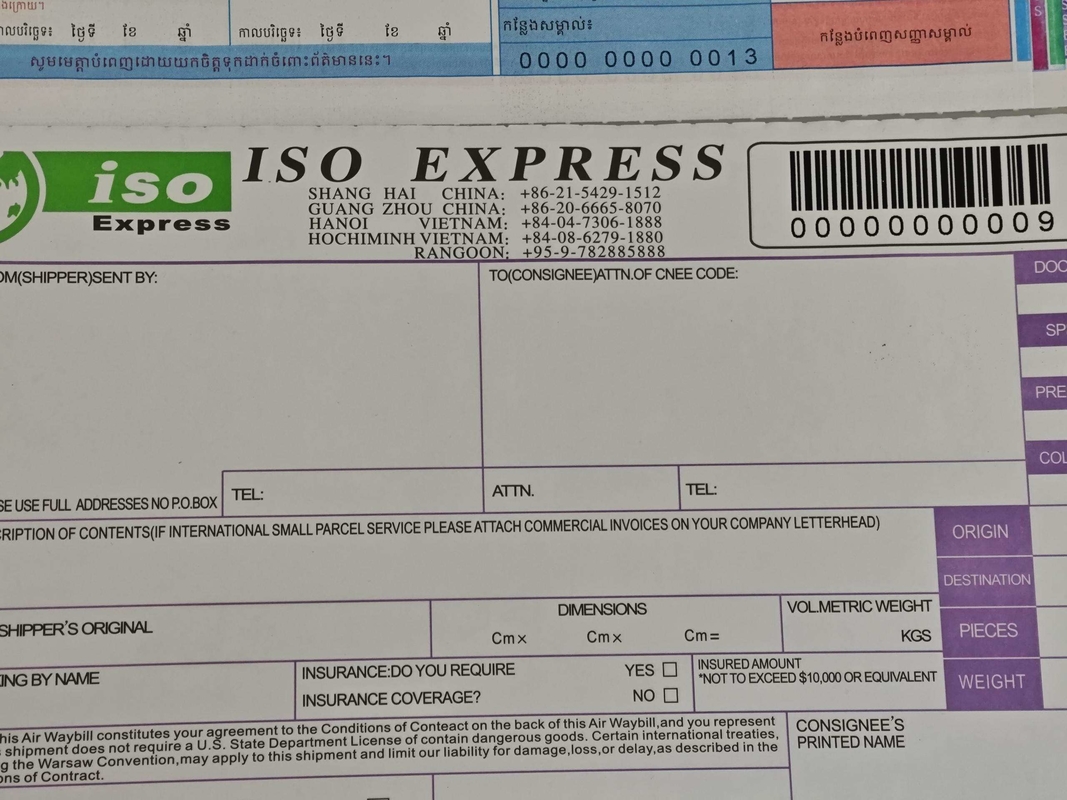 កាលបរិច្ឆេទ៖ ថ្ងៃទី ខែ ឆ្នាំ
កាលបរិច្ឆេទ៖ ថ្ងៃទី ខែ ឆ្នាំ
កន្លែងសម្គាល់៖
កន្លែងបំពេញសញ្ញាសម្គាល់
សូមមេត្តាបំពេញដោយយកចិត្តទុកដាក់ចំពោះព័ត៌មាននេះ។
0000 0000 0013
iso
Express
ISO EXPRESS
SHANG HAI CHINA: +86-21-5429-1512
GUANG ZHOU CHINA: +86-20-6665-8070
HANOI VIETNAM: +84-04-7306-1888
HOCHIMINH VIETNAM: +84-08-6279-1880
RANGOON: +95-9-782885888
00000000009
OM(SHIPPER)SENT BY:
TO(CONSIGNEE)ATTN.OF CNEE CODE:
DOC
SP
PRE
COL
SE USE FULL ADDRESSES NO P.O.BOX
TEL:
ATTN.
TEL:
CRIPTION OF CONTENTS(IF INTERNATIONAL SMALL PARCEL SERVICE PLEASE ATTACH COMMERCIAL INVOICES ON YOUR COMPANY LETTERHEAD)
ORIGIN
DESTINATION
SHIPPER'S ORIGINAL
DIMENSIONS
Cm× Cm× Cm=
VOL.METRIC WEIGHT
KGS
PIECES
ING BY NAME
INSURANCE:DO YOU REQUIRE YES
INSURANCE COVERAGE? NO
INSURED AMOUNT
*NOT TO EXCEED $10,000 OR EQUIVALENT
WEIGHT
this Air Waybill constitutes your agreement to the Conditions of Conteact on the back of this Air Waybill,and you represent
shipment does not require a U.S. State Department License of contain dangerous goods. Certain international treaties,
g the Warsaw Convention,may apply to this shipment and limit our liability for damage,loss,or delay,as described in the
ons of Contract.
CONSIGNEE'S
PRINTED NAME